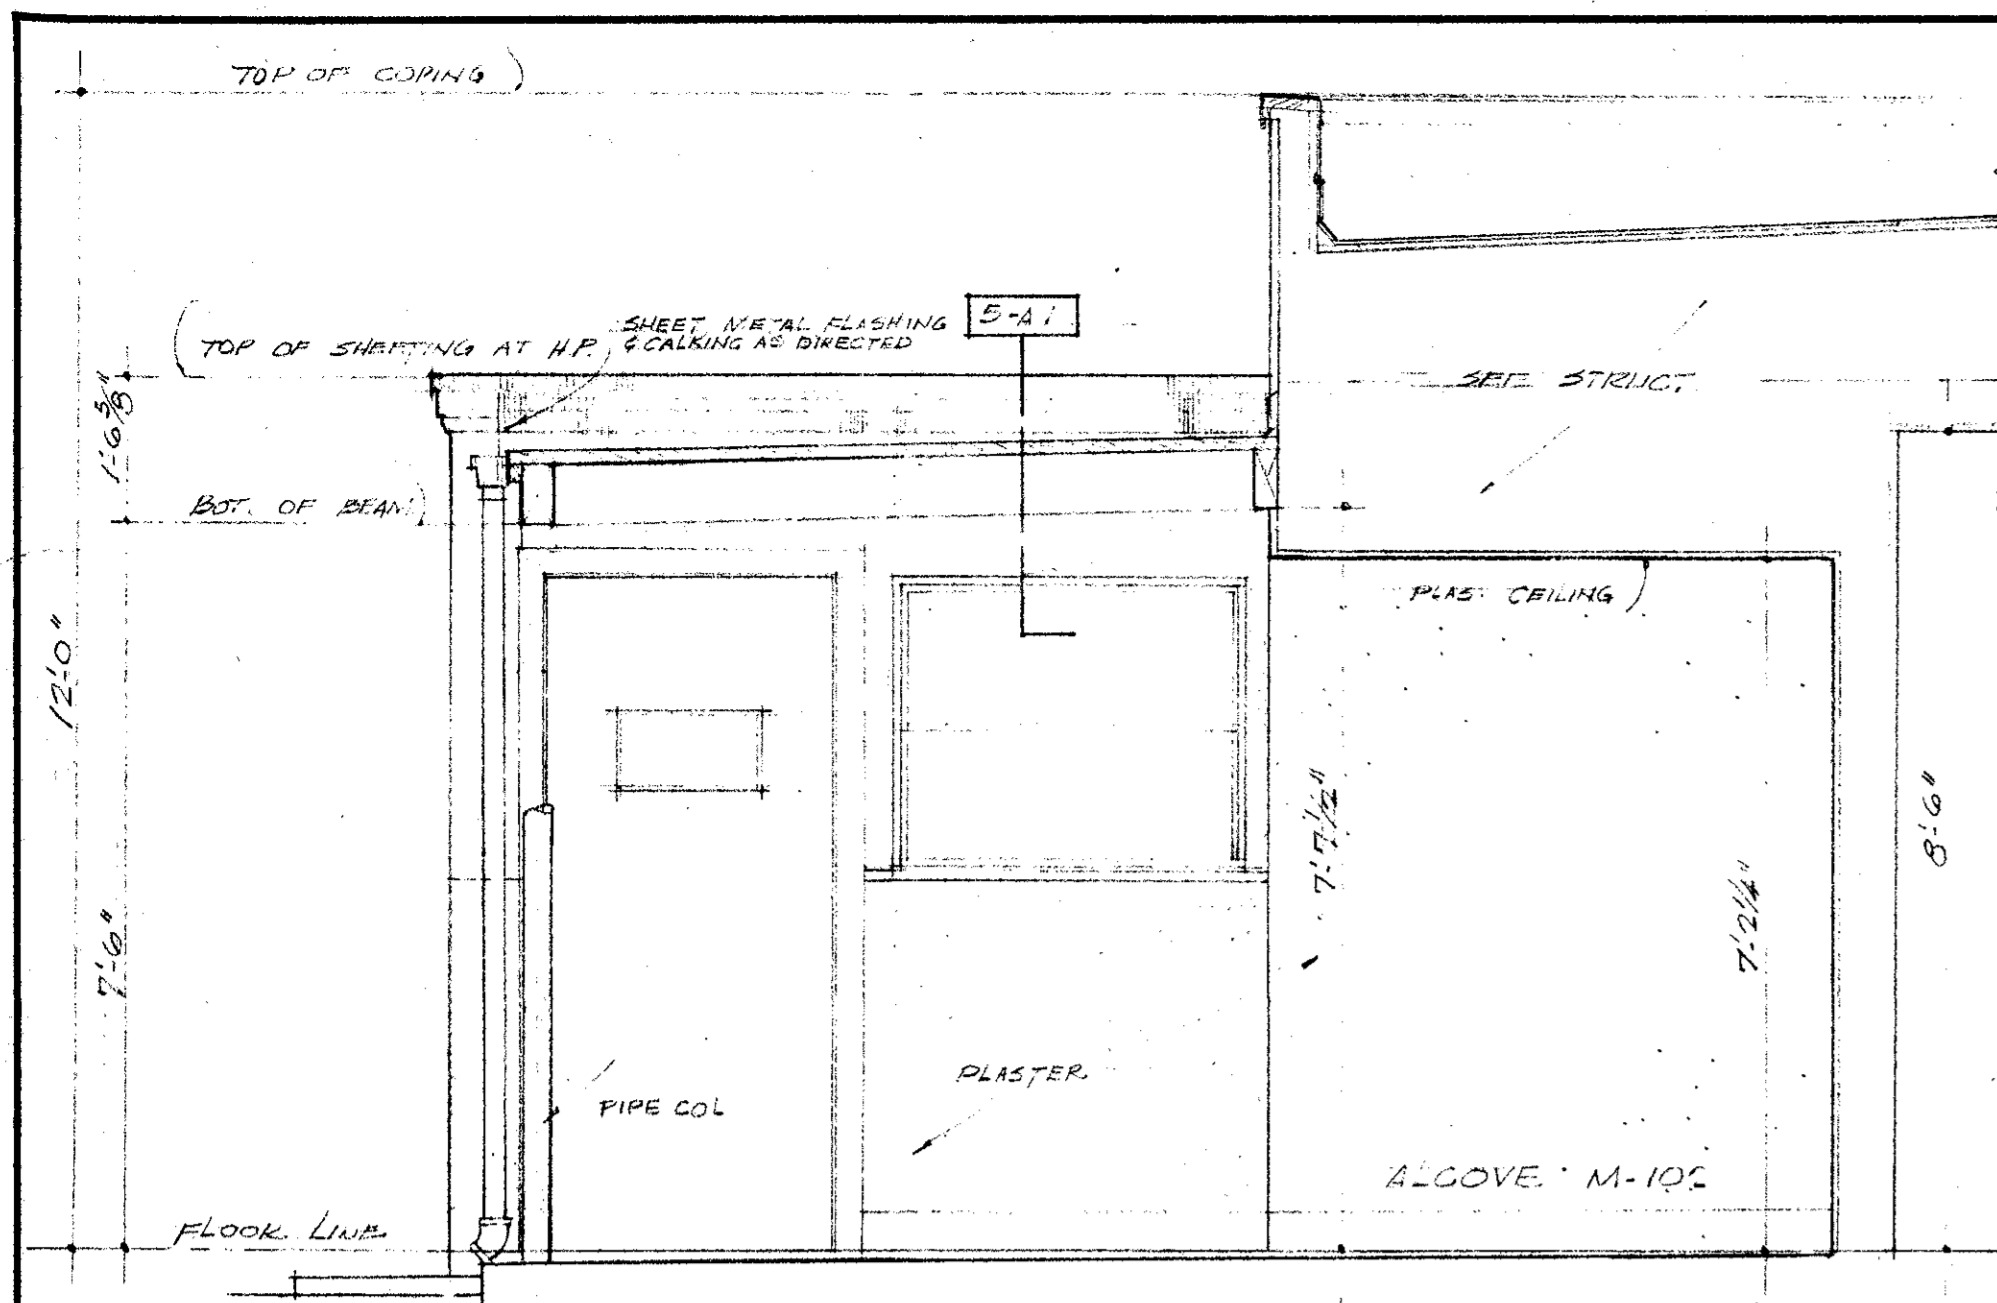 TOP OF COPING
TOP OF SHEETING AT H.P.
SHEET METAL FLASHING
& CALKING AS DIRECTED
5-A1
SEE STRUCT.
1'-6 5/8"
BOT. OF BEAM
PLAST CEILING
12'-0"
7'-6"
7'-7 1/2"
7'-2 1/4"
8'-6"
PLASTER
PIPE COL
ALCOVE
FLOOR LINE